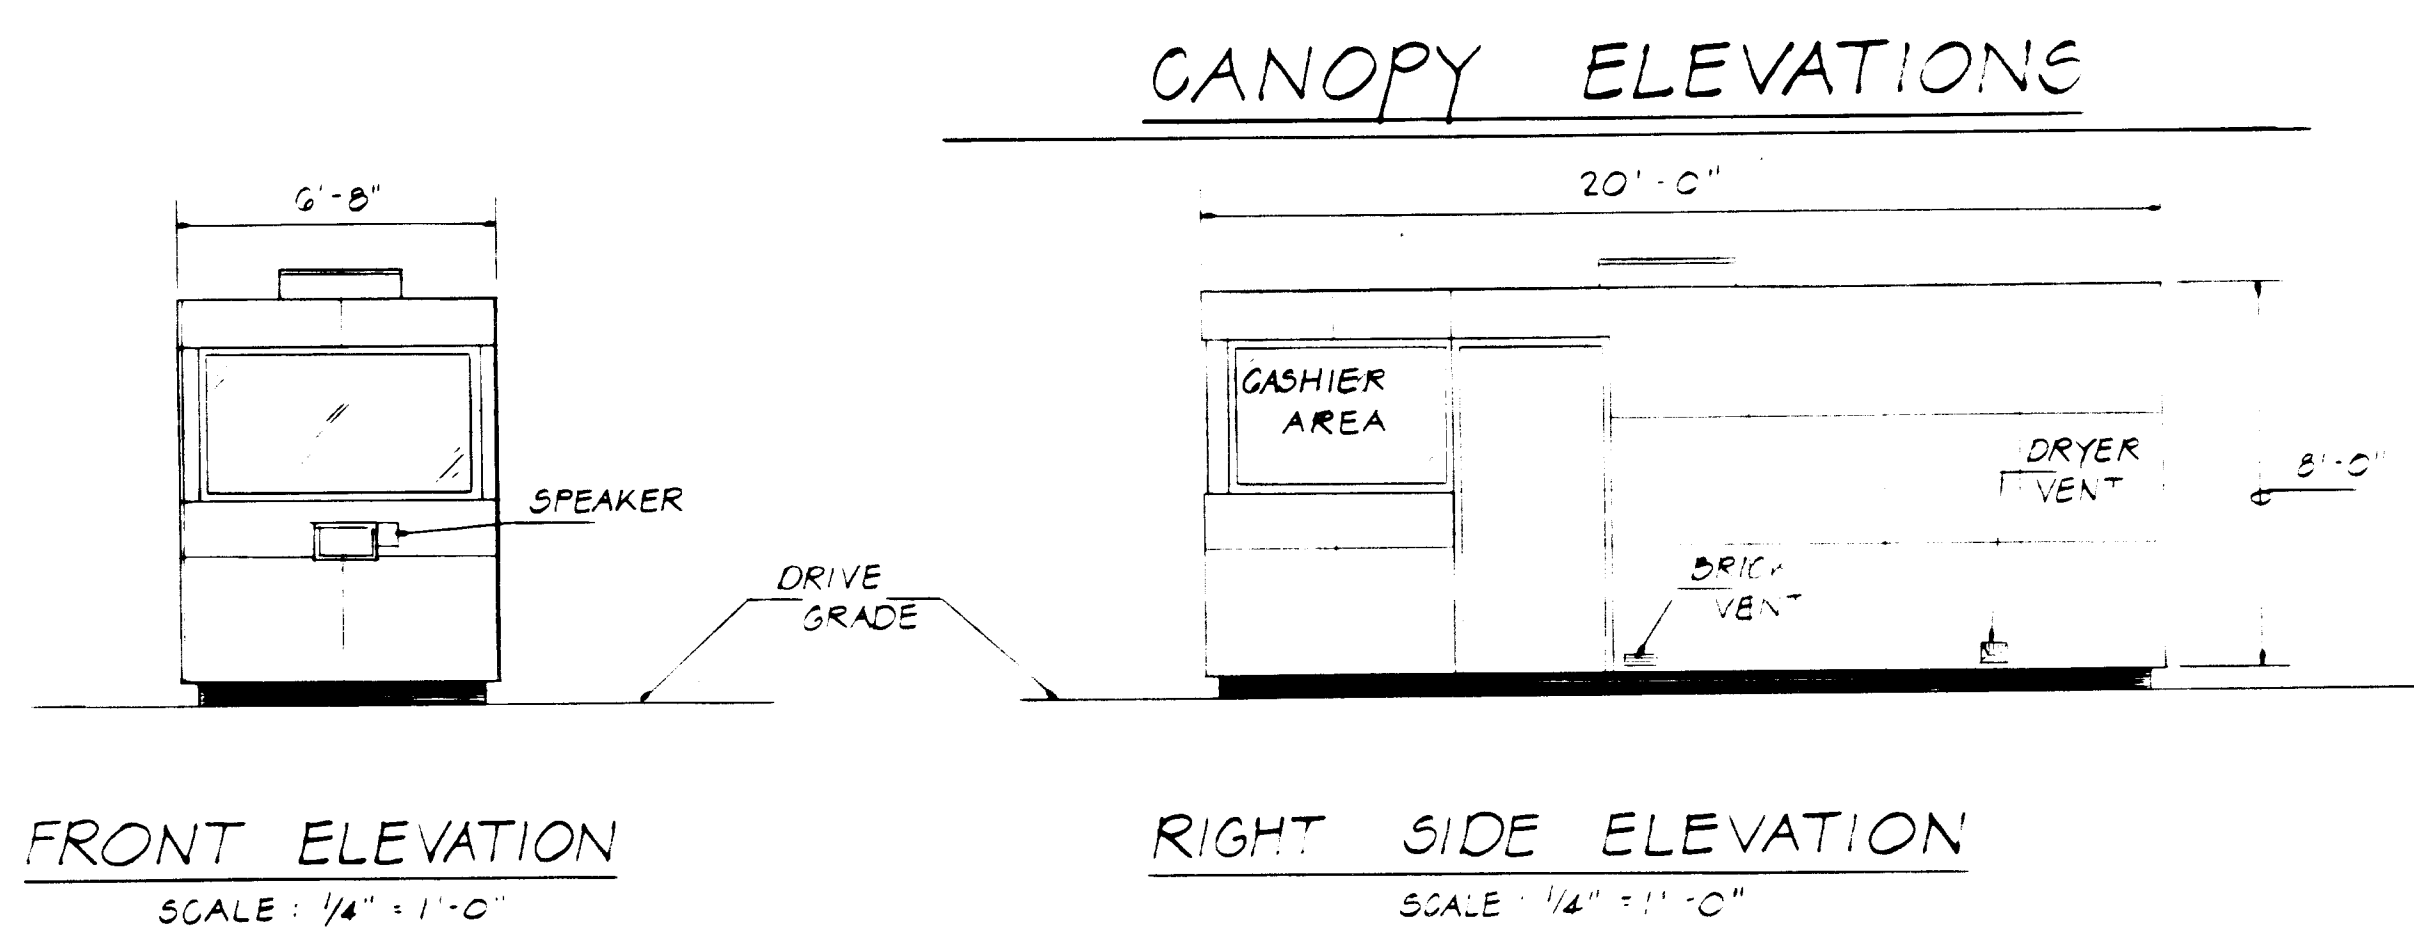 CANOPY ELEVATIONS
6'-8"
20'-0"
CASHIER
AREA
DRYER
VENT
8'-0"
SPEAKER
BRICK
VENT
DRIVE
GRADE
FRONT ELEVATION
SCALE : 1/4" = 1'-0"
RIGHT SIDE ELEVATION
SCALE : 1/4" = 1'-0"